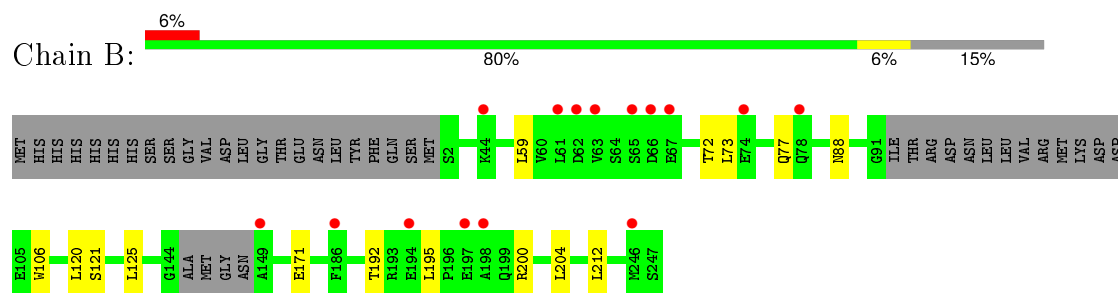 6%
Chain B:
80% 6% 15%
MET HIS HIS HIS HIS HIS HIS SER SER GLY VAL ASP LEU GLY THR GLU ASN LEU TYR PHE GLN SER MET S2 K44 L59 V60 L61 D62 V63 S64 S65 D66 E67 T72 L73 E74 Q77 Q78 N88 G91 ILE THR ARG ASP ASN LEU LEU VAL ARG MET LYS ASP ASP
E105 W106 L120 S121 L125 G144 ALA MET GLY ASN A149 E171 F186 T192 R193 E194 L195 P196 E197 A198 Q199 R200 L204 L212 M246 S247